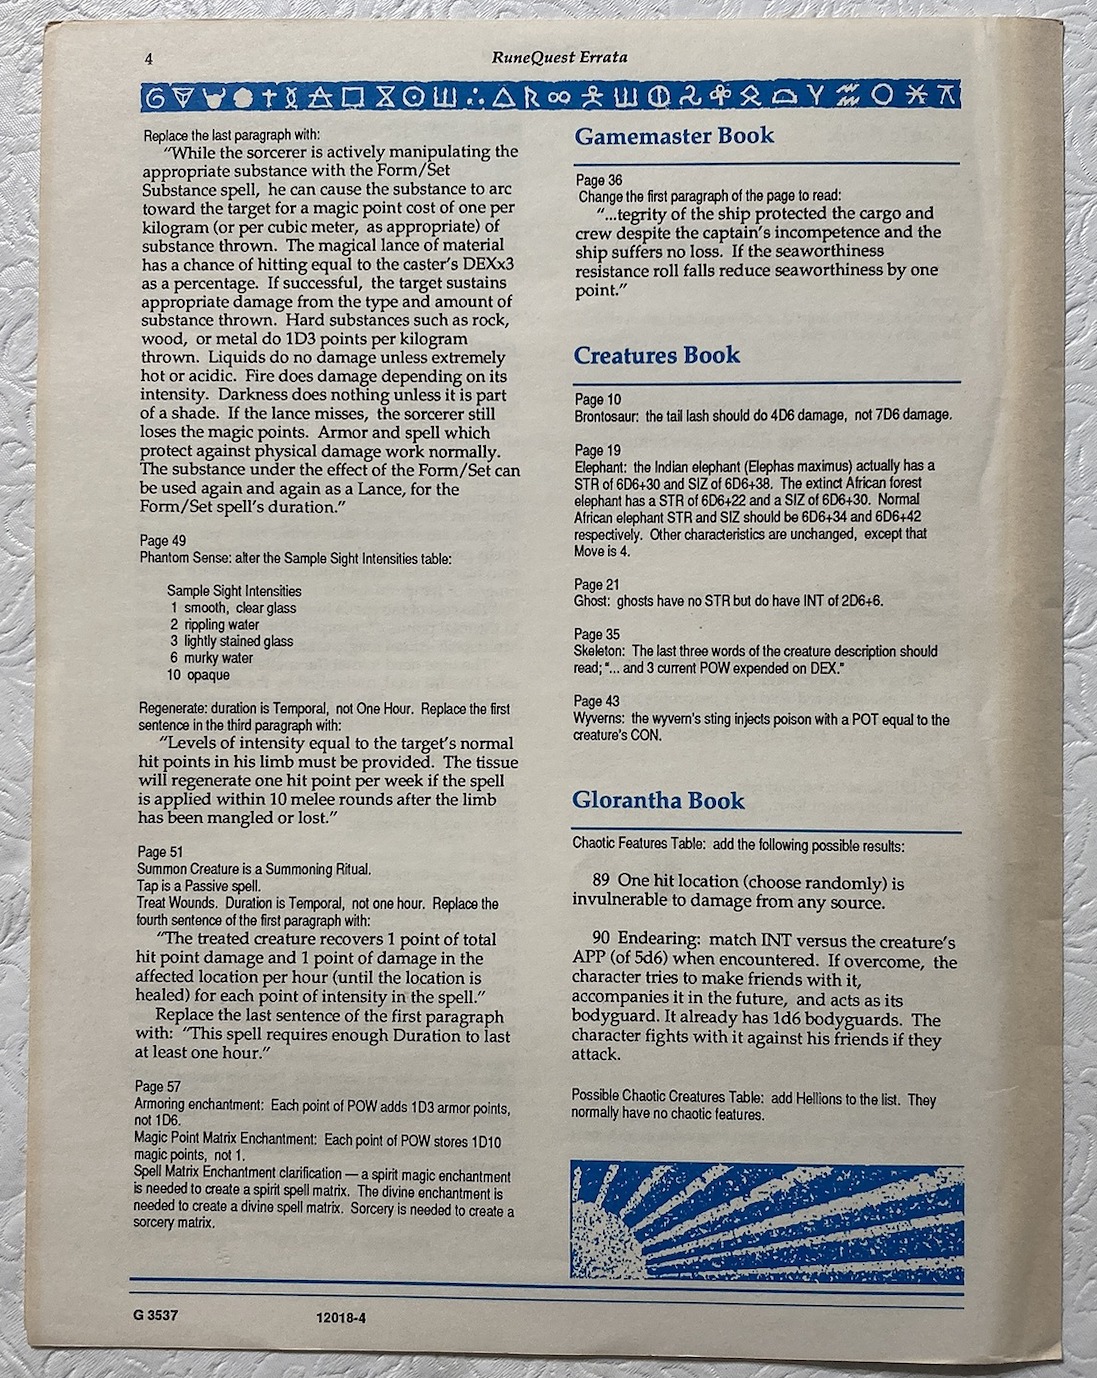 4
RuneQuest Errata
Replace the last paragraph with:
"While the sorcerer is actively manipulating the
appropriate substance with the Form/Set
Substance spell, he can cause the substance to arc
toward the target for a magic point cost of one per
kilogram (or per cubic meter, as appropriate) of
substance thrown. The magical lance of material
has a chance of hitting equal to the caster's DEXx3
as a percentage. If successful, the target sustains
appropriate damage from the type and amount of
substance thrown. Hard substances such as rock,
wood, or metal do 1D3 points per kilogram
thrown. Liquids do no damage unless extremely
hot or acidic. Fire does damage depending on its
intensity. Darkness does nothing unless it is part
of a shade. If the lance misses, the sorcerer still
loses the magic points. Armor and spell which
protect against physical damage work normally.
The substance under the effect of the Form/Set can
be used again and again as a Lance, for the
Form/Set spell's duration."
Page 49
Phantom Sense: alter the Sample Sight Intensities table:
Sample Sight Intensities
1 smooth, clear glass
2 rippling water
3 lightly stained glass
6 murky water
10 opaque
Regenerate: duration is Temporal, not One Hour. Replace the first
sentence in the third paragraph with:
"Levels of intensity equal to the target's normal
hit points in his limb must be provided. The tissue
will regenerate one hit point per week if the spell
is applied within 10 melee rounds after the limb
has been mangled or lost."
Page 51
Summon Creature is a Summoning Ritual.
Tap is a Passive spell.
Treat Wounds. Duration is Temporal, not one hour. Replace the
fourth sentence of the first paragraph with:
"The treated creature recovers 1 point of total
hit point damage and 1 point of damage in the
affected location per hour (until the location is
healed) for each point of intensity in the spell."
Replace the last sentence of the first paragraph
with: "This spell requires enough Duration to last
at least one hour."
Page 57
Armoring enchantment: Each point of POW adds 1D3 armor points,
not 1D6.
Magic Point Matrix Enchantment: Each point of POW stores 1D10
magic points, not 1.
Spell Matrix Enchantment clarification — a spirit magic enchantment
is needed to create a spirit spell matrix. The divine enchantment is
needed to create a divine spell matrix. Sorcery is needed to create a
sorcery matrix.
Gamemaster Book
Page 36
Change the first paragraph of the page to read:
"...tegrity of the ship protected the cargo and
crew despite the captain's incompetence and the
ship suffers no loss. If the seaworthiness
resistance roll falls reduce seaworthiness by one
point."
Creatures Book
Page 10
Brontosaur: the tail lash should do 4D6 damage, not 7D6 damage.
Page 19
Elephant: the Indian elephant (Elephas maximus) actually has a
STR of 6D6+30 and SIZ of 6D6+38. The extinct African forest
elephant has a STR of 6D6+22 and a SIZ of 6D6+30. Normal
African elephant STR and SIZ should be 6D6+34 and 6D6+42
respectively. Other characteristics are unchanged, except that
Move is 4.
Page 21
Ghost: ghosts have no STR but do have INT of 2D6+6.
Page 35
Skeleton: The last three words of the creature description should
read; "... and 3 current POW expended on DEX."
Page 43
Wyverns: the wyvern's sting injects poison with a POT equal to the
creature's CON.
Glorantha Book
Chaotic Features Table: add the following possible results:
89 One hit location (choose randomly) is
invulnerable to damage from any source.
90 Endearing: match INT versus the creature's
APP (of 5d6) when encountered. If overcome, the
character tries to make friends with it,
accompanies it in the future, and acts as its
bodyguard. It already has 1d6 bodyguards. The
character fights with it against his friends if they
attack.
Possible Chaotic Creatures Table: add Hellions to the list. They
normally have no chaotic features.
G 3537
12018-4